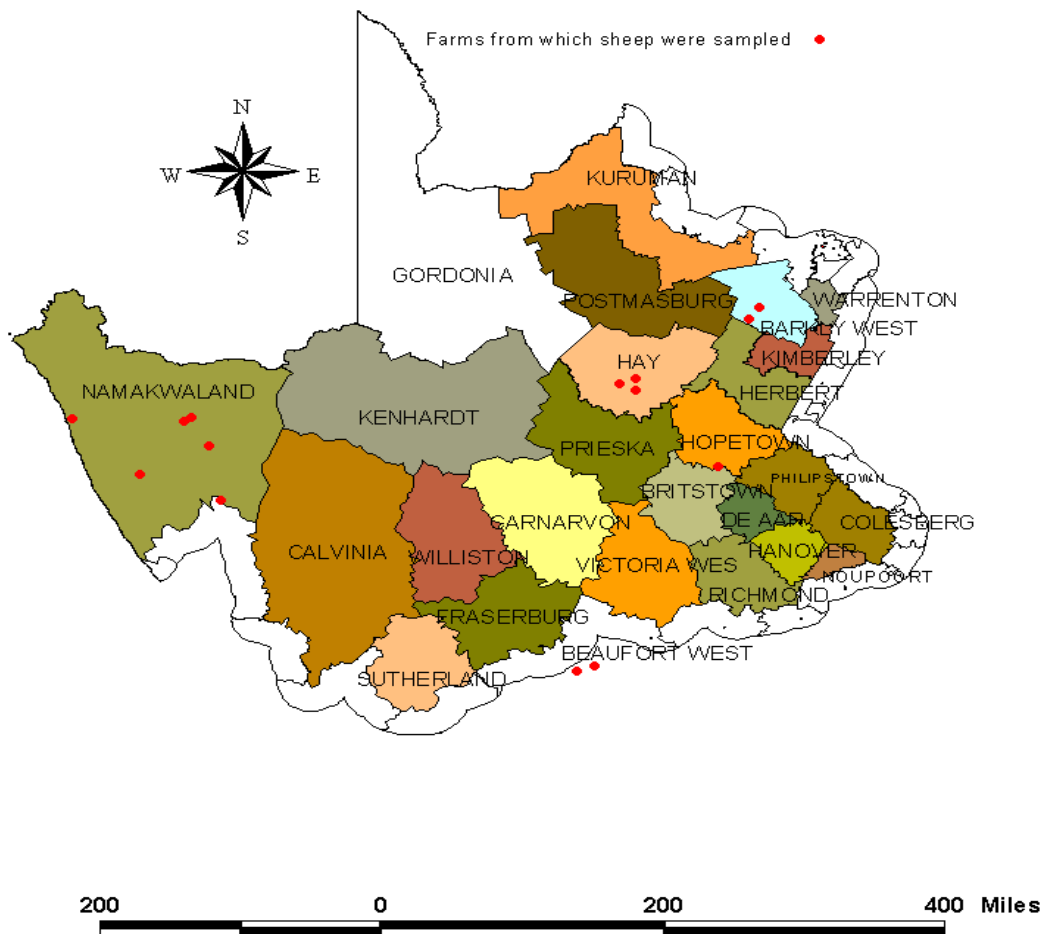 Farms from which sheep were sampled
N
W E
S
KURUMAN
GORDONIA
POSTMASBURG
WARRENTON
BARKLY WEST
KIMBERLEY
HAY
NAMAKWALAND
HERBERT
KENHARDT
PRIESKA
HOPETOWN
PHILIPSTOWN
BRITSTOWN
DE AAR
COLESBERG
CARNARVON
CALVINIA
WILLISTON
HANOVER
VICTORIA WES
NOUPOORT
RICHMOND
FRASERBURG
BEAUFORT WEST
SUTHERLAND
200 0 200 400 Miles